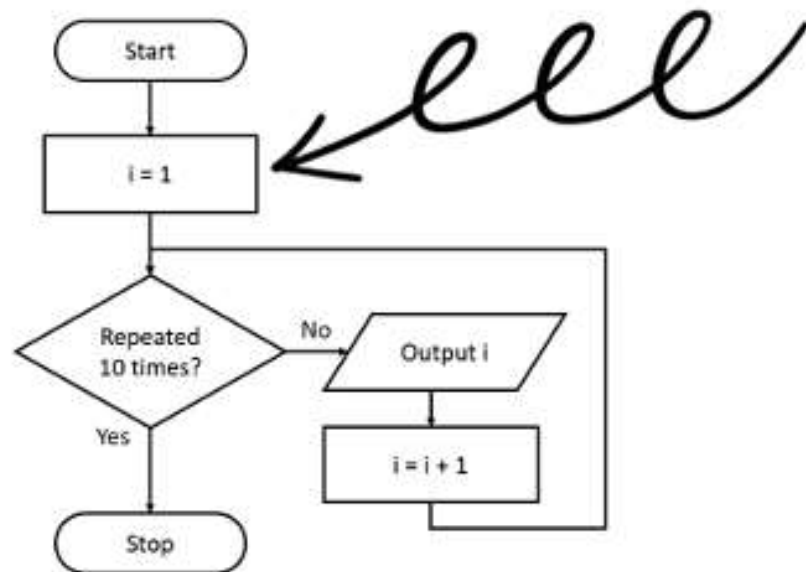 Start
i = 1
Repeated
10 times?
No
Output i
i = i + 1
Yes
Stop